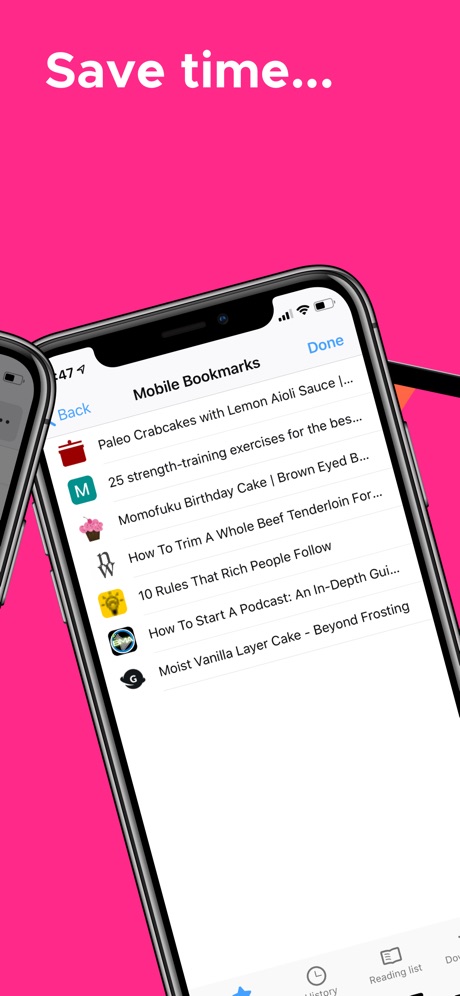 Save time...
:47
Mobile Bookmarks
Done
Back
Paleo Crabcakes with Lemon Aioli Sauce |...
M
25 strength-training exercises for the bes...
Momofuku Birthday Cake | Brown Eyed B...
How To Trim A Whole Beef Tenderloin For...
10 Rules That Rich People Follow
How To Start A Podcast: An In-Depth Gui...
G
Moist Vanilla Layer Cake - Beyond Frosting
History
Reading list